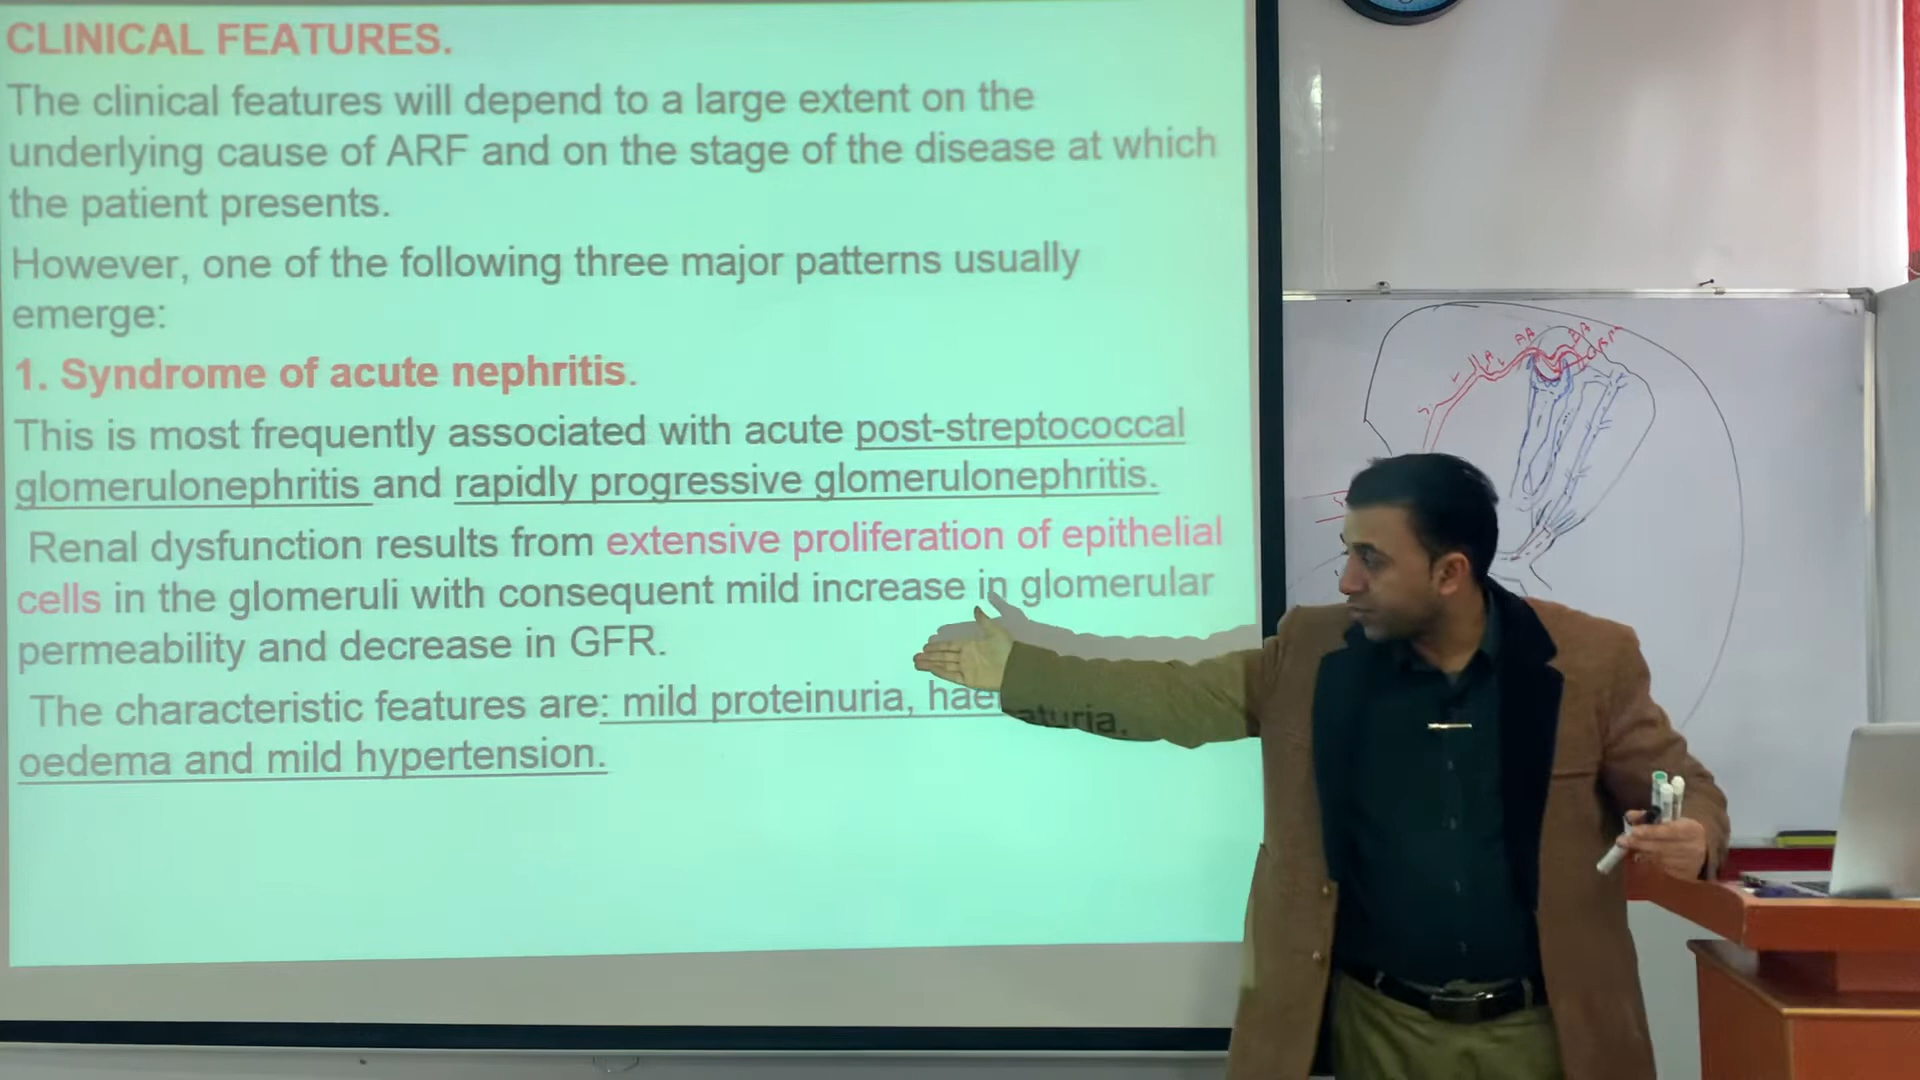 CLINICAL FEATURES.
The clinical features will depend to a large extent on the
underlying cause of ARF and on the stage of the disease at which
the patient presents.
However, one of the following three major patterns usually
emerge:
1. Syndrome of acute nephritis.
This is most frequently associated with acute post-streptococcal
glomerulonephritis and rapidly progressive glomerulonephritis.
Renal dysfunction results from extensive proliferation of epithelial
cells in the glomeruli with consequent mild increase in glomerular
permeability and decrease in GFR.
The characteristic features are: mild proteinuria, haematuria,
oedema and mild hypertension.
AA